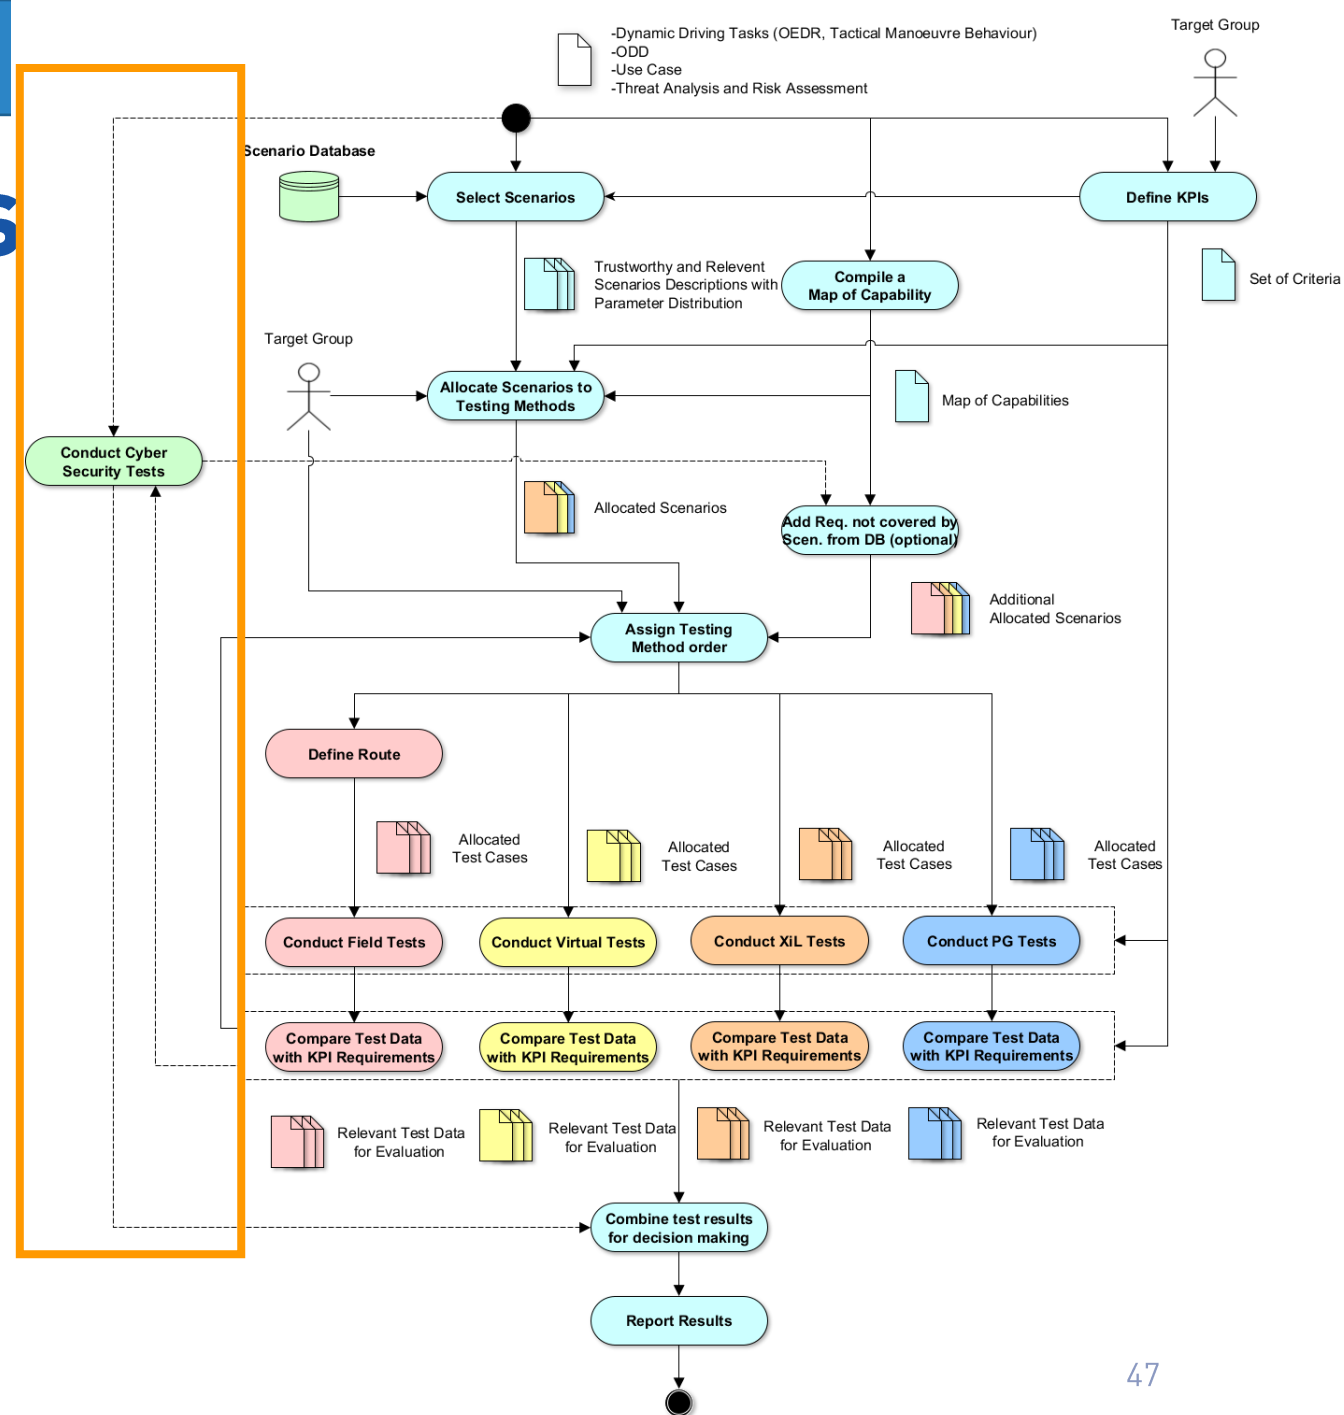 Target Group
-Dynamic Driving Tasks (OEDR, Tactical Manoeuvre Behaviour)
-ODD
-Use Case
-Threat Analysis and Risk Assessment
s
Scenario Database
Select Scenarios
Define KPIs
Trustworthy and Relevent
Scenarios Descriptions with
Parameter Distribution
Compile a
Map of Capability
Set of Criteria
Target Group
Allocate Scenarios to
Testing Methods
Map of Capabilities
Conduct Cyber
Security Tests
Allocated Scenarios
Add Req. not covered by
Scen. from DB (optional)
Additional
Allocated Scenarios
Assign Testing
Method order
Define Route
Allocated
Test Cases
Allocated
Test Cases
Allocated
Test Cases
Allocated
Test Cases
Conduct Field Tests
Conduct Virtual Tests
Conduct XiL Tests
Conduct PG Tests
Compare Test Data
with KPI Requirements
Compare Test Data
with KPI Requirements
Compare Test Data
with KPI Requirements
Compare Test Data
with KPI Requirements
Relevant Test Data
for Evaluation
Relevant Test Data
for Evaluation
Relevant Test Data
for Evaluation
Relevant Test Data
for Evaluation
Combine test results
for decision making
Report Results
47